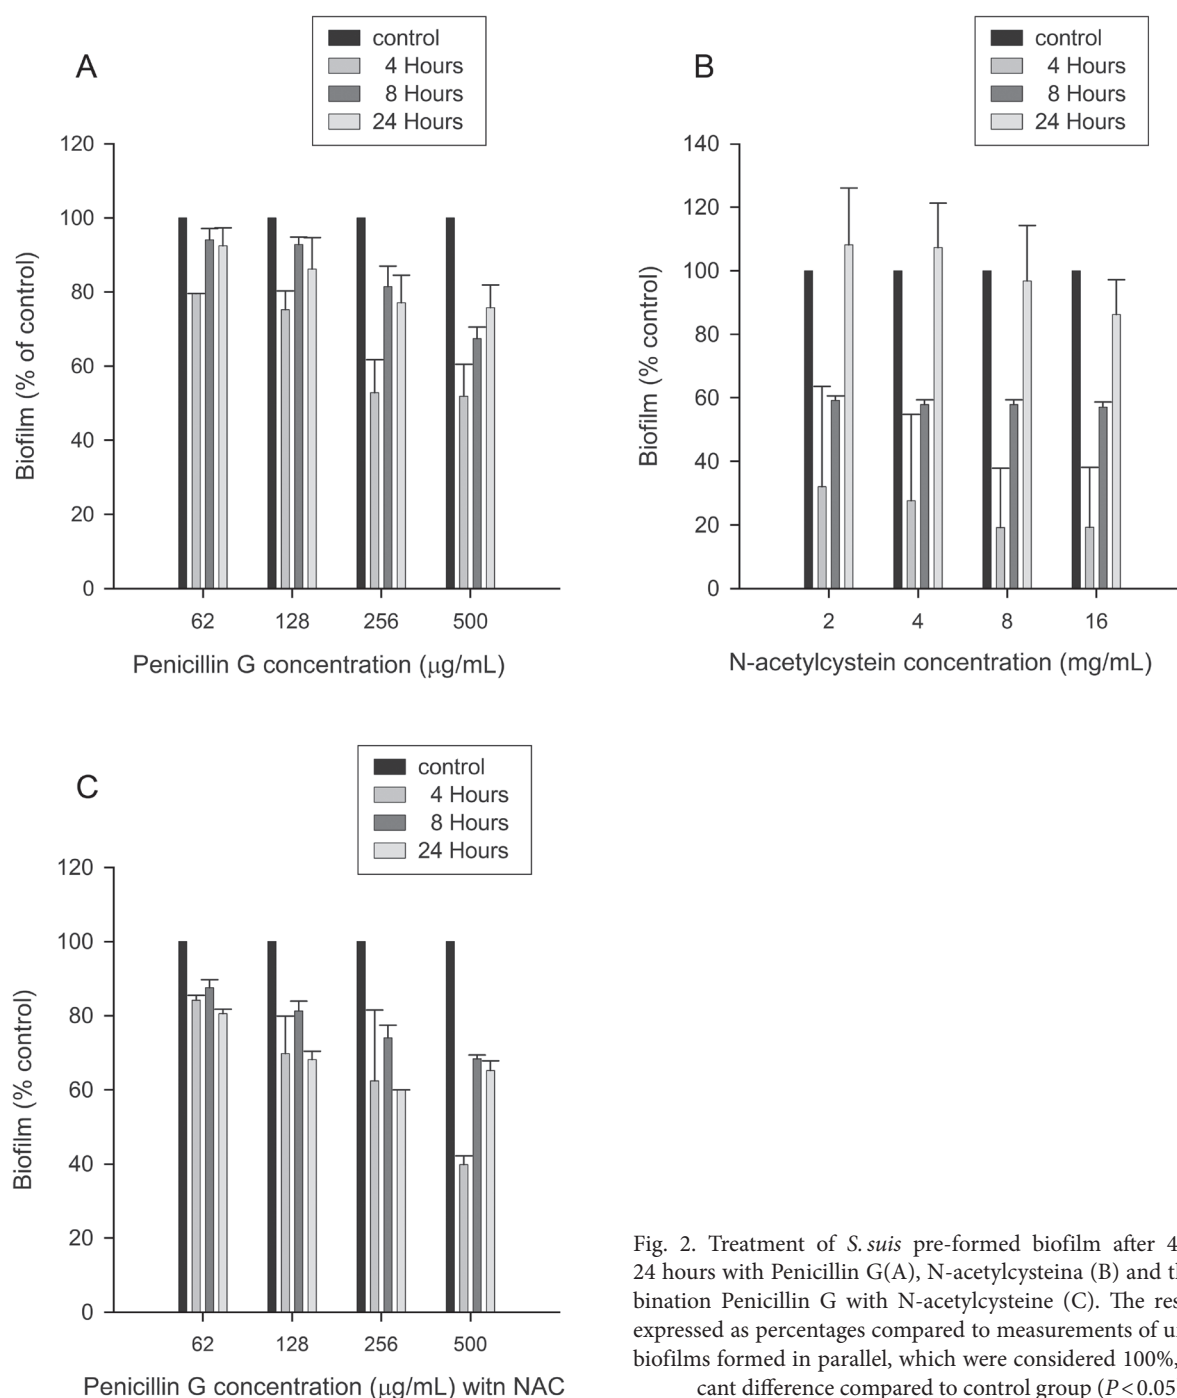 A
control
4 Hours
8 Hours
24 Hours
120
100
80
60
40
20
0
Biofilm (% of control)
62 128 256 500
Penicillin G concentration (μg/mL)
B
control
4 Hours
8 Hours
24 Hours
140
120
100
80
60
40
20
0
Biofilm (% control)
2 4 8 16
N-acetylcystein concentration (mg/mL)
C
control
4 Hours
8 Hours
24 Hours
120
100
80
60
40
20
0
Biofilm (% control)
62 128 256 500
Penicillin G concentration (μg/mL) witn NAC
Fig. 2. Treatment of S. suis pre-formed biofilm after 4
24 hours with Penicillin G(A), N-acetylcysteina (B) and th
bination Penicillin G with N-acetylcysteine (C). The res
expressed as percentages compared to measurements of u
biofilms formed in parallel, which were considered 100%,
cant difference compared to control group (P<0.05